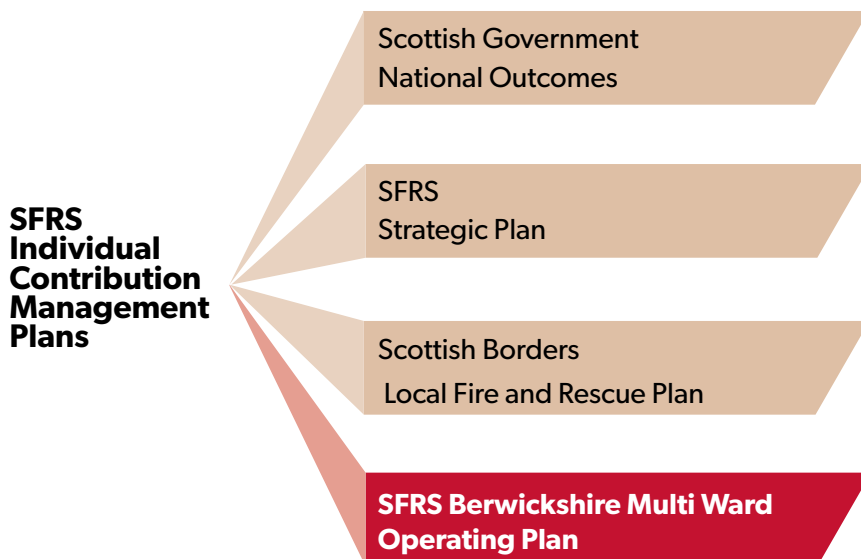 SFRS
Individual
Contribution
Management
Plans
Scottish Government
National Outcomes
SFRS
Strategic Plan
Scottish Borders
Local Fire and Rescue Plan
SFRS Berwickshire Multi Ward
Operating Plan